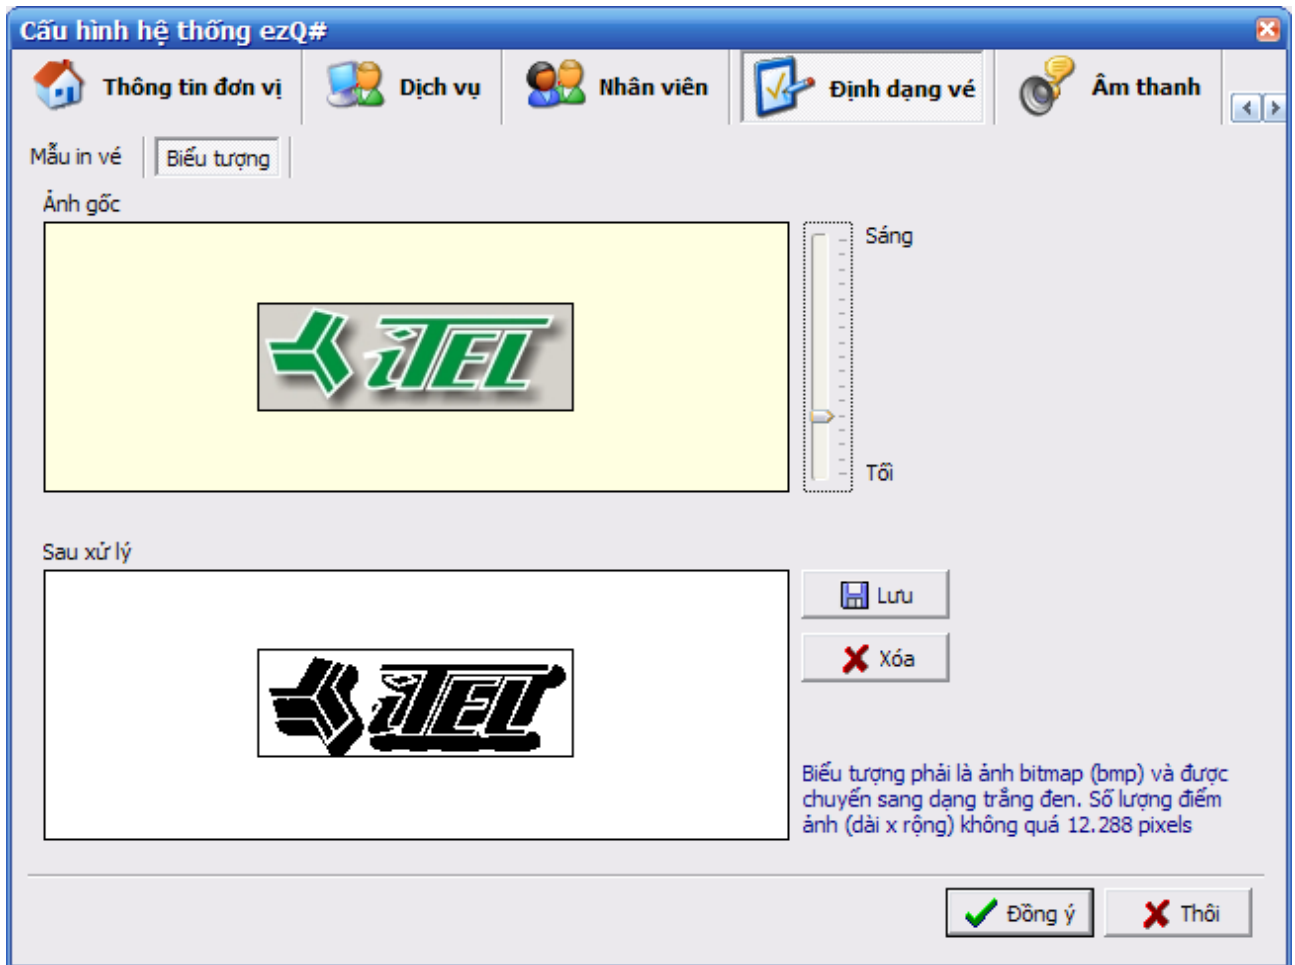 Cấu hình hệ thống ezQ#
Thông tin đơn vị Dịch vụ Nhân viên Định dạng vé Âm thanh
Mẫu in vé Biểu tượng
Ảnh gốc
Sáng
iTEL
Tối
Sau xử lý
Lưu
Xóa
iTEL
Biểu tượng phải là ảnh bitmap (bmp) và được
chuyển sang dạng trắng đen. Số lượng điểm
ảnh (dài x rộng) không quá 12.288 pixels
Đồng ý Thôi